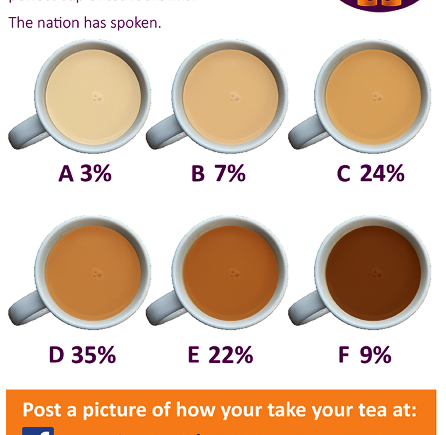 The nation has spoken.
A 3% B 7% C 24%
D 35% E 22% F 9%
Post a picture of how your take your tea at: